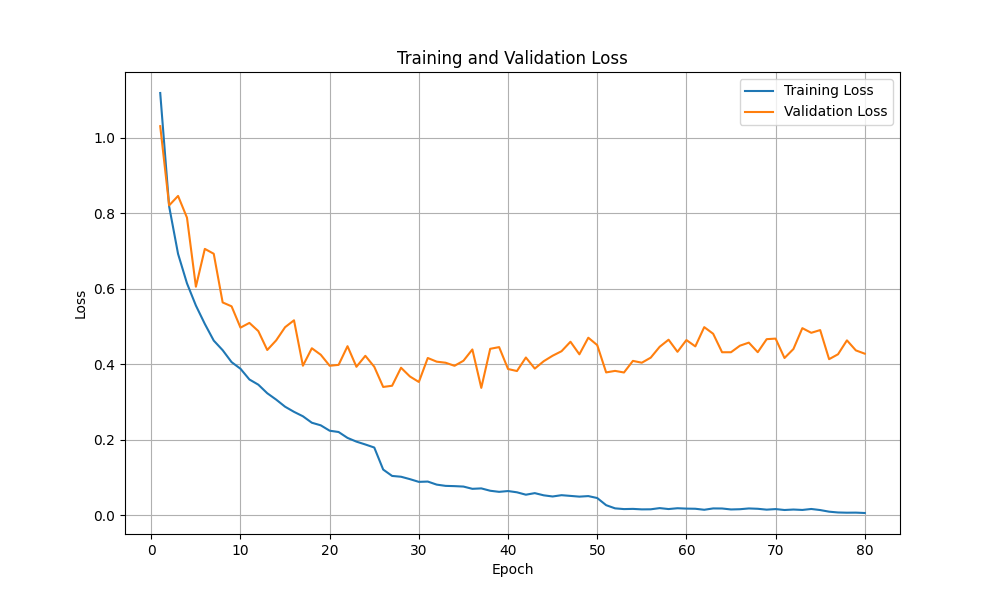 Training and Validation Loss
Training Loss
Validation Loss
Loss
1.0
0.8
0.6
0.4
0.2
0.0
0 10 20 30 40 50 60 70 80
Epoch